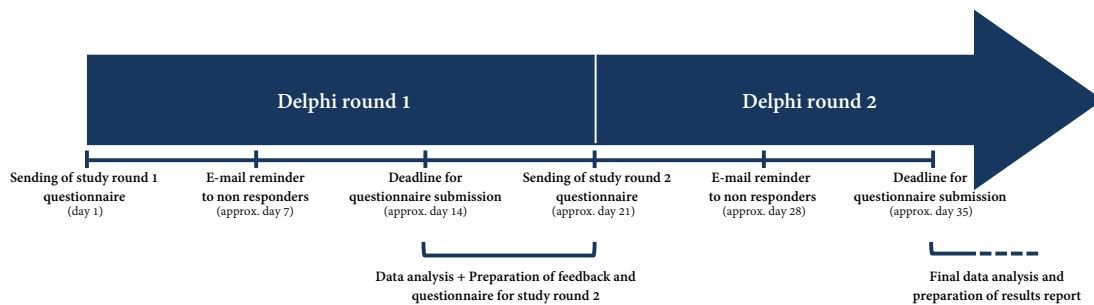 Delphi round 1
Delphi round 2
Sending of study round 1
questionnaire
(day 1)
E-mail reminder
to non responders
(approx. day 7)
Deadline for
questionnaire submission
(approx. day 14)
Sending of study round 2
questionnaire
(approx. day 21)
E-mail reminder
to non responders
(approx. day 28)
Deadline for
questionnaire submission
(approx. day 35)
Data analysis + Preparation of feedback and
questionnaire for study round 2
Final data analysis and
preparation of results report